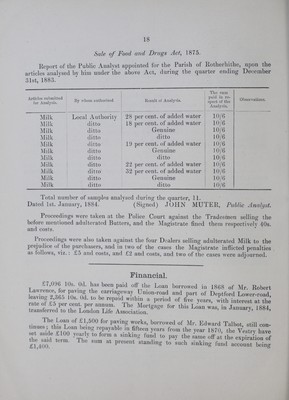 18
Sale of Food and Drugs Act, 1875.
Report of the Public Analyst appointed for the Parish of Rotherhithe, upon the
articles analysed by him under the above Act, during the quarter ending December
31st, 1883.
Articles submitted for Analysis. | By whom submitted. | Result of Analysis. | The sum paid in respect of the Analysis. | Observations.
Milk | Local Authority | 28 per cent. of added water | 10/6
Milk | ditto | 18 per cent. of added water | 10/6
Milk | ditto | Genuine | 10/6
Milk | ditto | ditto | 10/6
Milk | ditto | 19 per cent. of added water | 10/6
Milk | ditto | Genuine | 10/6
Milk | ditto | ditto | 10/6
Milk | ditto | 22 per cent. of added water | 10/6
Milk | ditto | 32 per cent. of added water | 10/6
Milk | ditto | Genuine | 10/6
Milk | ditto | ditto | 10/6
Total number of samples analysed during the quarter, 11.
Dated 1st. January, 1884. (Signed) JOHN MUTER, Public Analyst.
Proceedings were taken at the Police Court against the Tradesmen selling the
before mentioned adulterated Butters, and the Magistrate fined them respectively 40s.
and costs.
Proceedings were also taken against the four Dealers selling adulterated Milk to the
prejudice of the purchasers, and in two of the cases the Magistrate inflicted penalties
as follows, viz.: £5 and costs, and £2 and costs, and two of the cases were adjourned.
Financial.
£7,096 10s. 0d. has been paid off the Loan borrowed in 1868 of Mr. Robert
Lawrence, for paving the carriageway Union-road and part of Deptford Lower-road,
leaving 2,365 10s. 0d. to be repaid within a period of five years, with interest at the
rate of £5 per cent. per annum. The Mortgage for this Loan was, in January, 1884,
transferred to the London Life Association.
The Loan of £1,500 for paving works, borrowed of Mr. Edward Talbot, still con-
tinues; this Loan being repayable in fifteen years from the year 1870, the Vestry have
set aside £100 yearly to form a sinking fund to pay the same off at the expiration of
the said term. The sum at present standing to such sinking fund account being
£1,400.